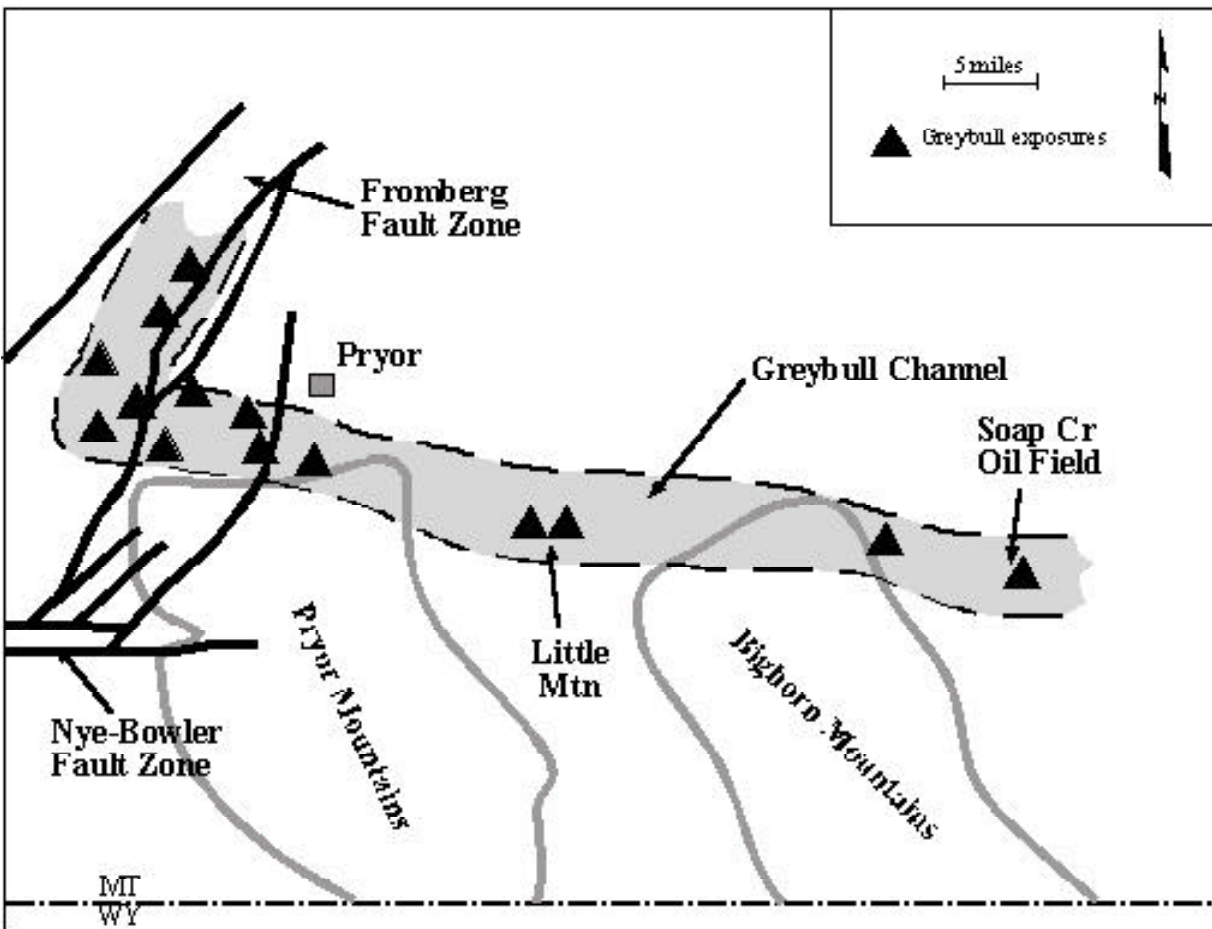 5 miles
N
Greybull exposures
Fromberg
Fault Zone
Pryor
Greybull Channel
Soap Cr
Oil Field
Little
Mtn
Pryor Mountains
Bighorn Mountains
Nye-Bowler
Fault Zone
MT
WY